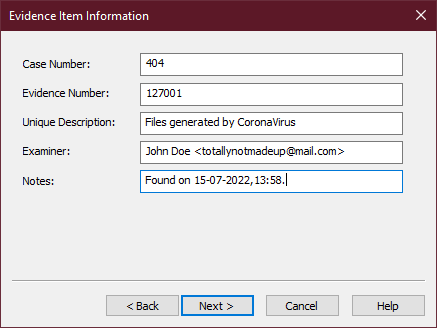 Evidence Item Information
Case Number: 404
Evidence Number: 127001
Unique Description: Files generated by CoronaVirus
Examiner: John Doe <totallynotmadeup@mail.com>
Notes: Found on 15-07-2022,13:58.
< Back Next > Cancel Help